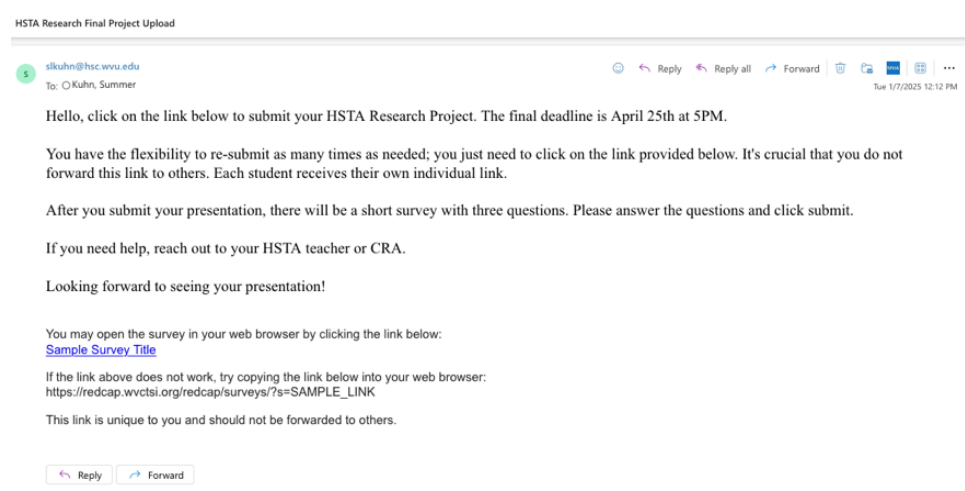 HSTA Research Final Project Upload
S
slkuhn@hsc.wvu.edu
Reply
Reply all
Forward
To: Kuhn, Summer
Tue 1/7/2025 12:12 PM
Hello, click on the link below to submit your HSTA Research Project. The final deadline is April 25th at 5PM.
You have the flexibility to re-submit as many times as needed; you just need to click on the link provided below. It's crucial that you do not
forward this link to others. Each student receives their own individual link.
After you submit your presentation, there will be a short survey with three questions. Please answer the questions and click submit.
If you need help, reach out to your HSTA teacher or CRA.
Looking forward to seeing your presentation!
You may open the survey in your web browser by clicking the link below:
Sample Survey Title
If the link above does not work, try copying the link below into your web browser:
https://redcap.wvctsi.org/redcap/surveys/?s=SAMPLE_LINK
This link is unique to you and should not be forwarded to others.
Reply
Forward